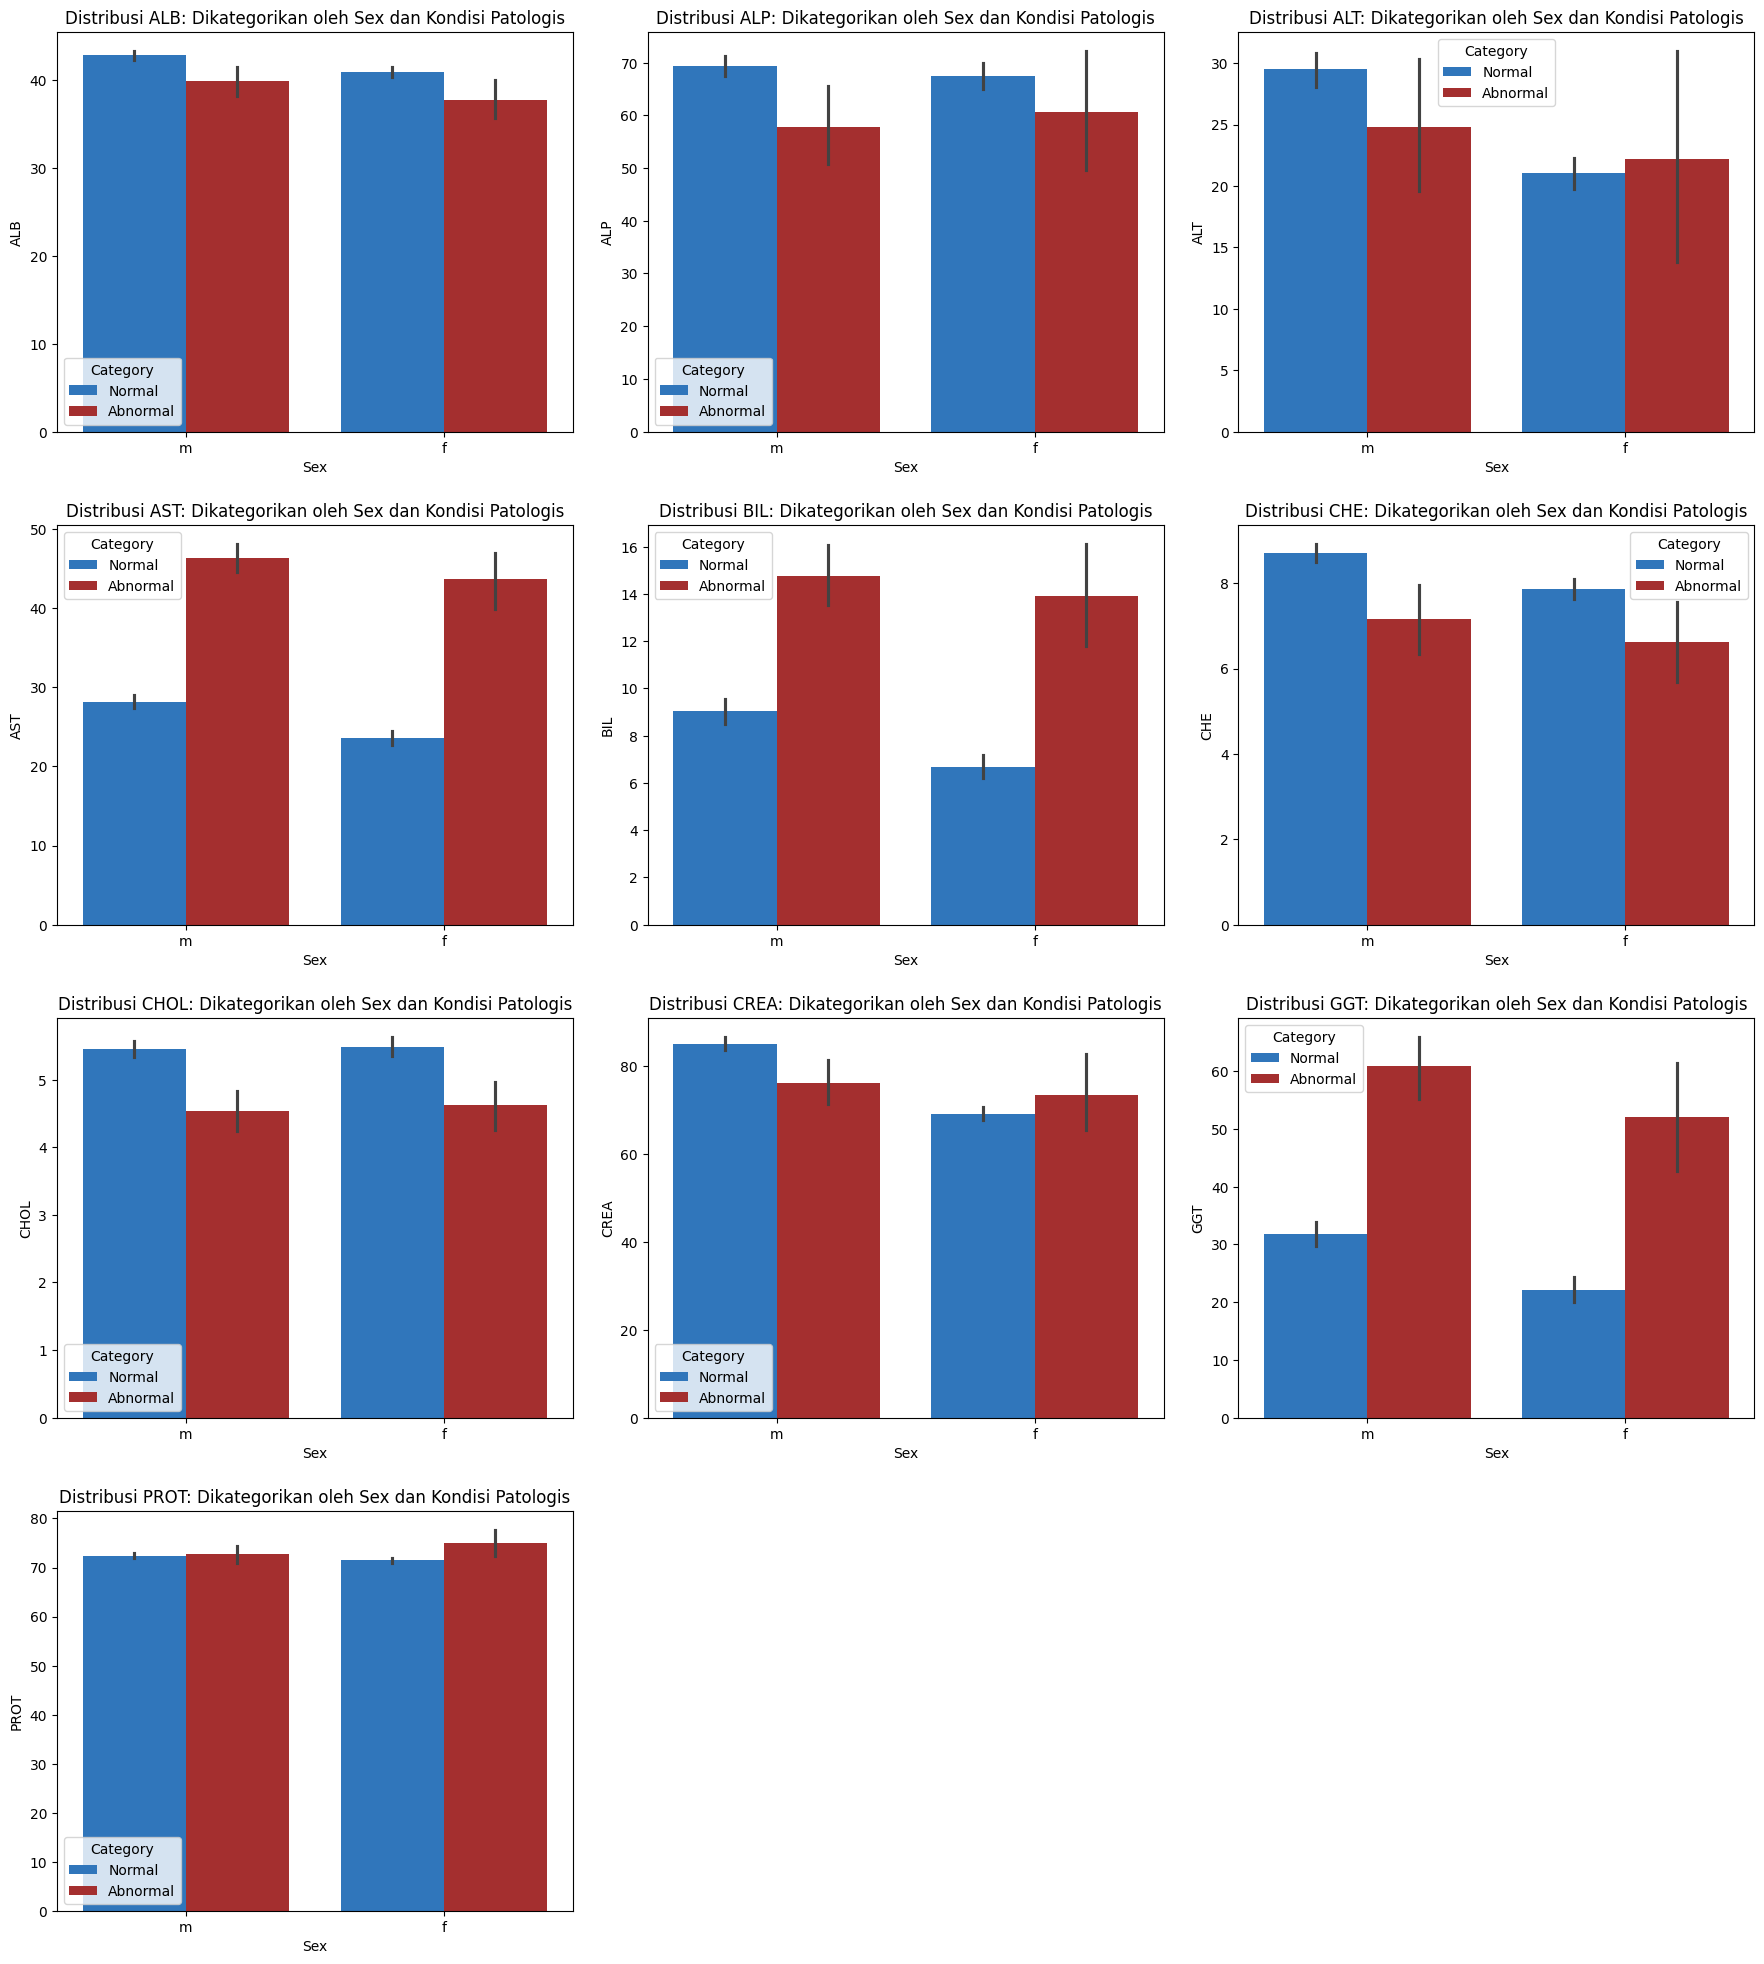 Distribusi ALB: Dikategorikan oleh Sex dan Kondisi Patologis
40
30
20
10
0
ALB
Category
Normal
Abnormal
m
f
Sex
Distribusi ALP: Dikategorikan oleh Sex dan Kondisi Patologis
70
60
50
40
30
20
10
0
ALP
Category
Normal
Abnormal
m
f
Sex
Distribusi ALT: Dikategorikan oleh Sex dan Kondisi Patologis
30
25
20
15
10
5
0
ALT
Category
Normal
Abnormal
m
f
Sex
Distribusi AST: Dikategorikan oleh Sex dan Kondisi Patologis
50
40
30
20
10
0
AST
Category
Normal
Abnormal
m
f
Sex
Distribusi BIL: Dikategorikan oleh Sex dan Kondisi Patologis
16
14
12
10
8
6
4
2
0
BIL
Category
Normal
Abnormal
m
f
Sex
Distribusi CHE: Dikategorikan oleh Sex dan Kondisi Patologis
8
6
4
2
0
CHE
Category
Normal
Abnormal
m
f
Sex
Distribusi CHOL: Dikategorikan oleh Sex dan Kondisi Patologis
5
4
3
2
1
0
CHOL
Category
Normal
Abnormal
m
f
Sex
Distribusi CREA: Dikategorikan oleh Sex dan Kondisi Patologis
80
60
40
20
0
CREA
Category
Normal
Abnormal
m
f
Sex
Distribusi GGT: Dikategorikan oleh Sex dan Kondisi Patologis
60
50
40
30
20
10
0
GGT
Category
Normal
Abnormal
m
f
Sex
Distribusi PROT: Dikategorikan oleh Sex dan Kondisi Patologis
80
70
60
50
40
30
20
10
0
PROT
Category
Normal
Abnormal
m
f
Sex